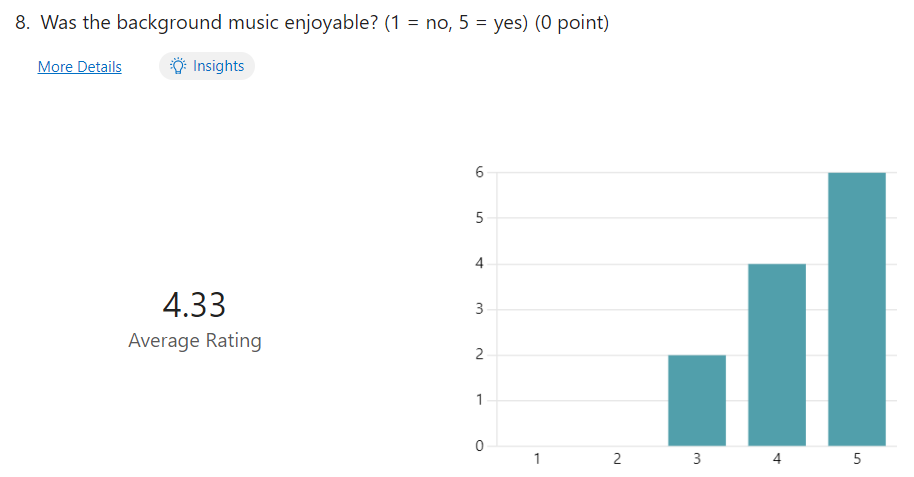 8. Was the background music enjoyable? (1 = no, 5 = yes) (0 point)
More Details
Insights
4.33
Average Rating
6
5
4
3
2
1
0
1 2 3 4 5